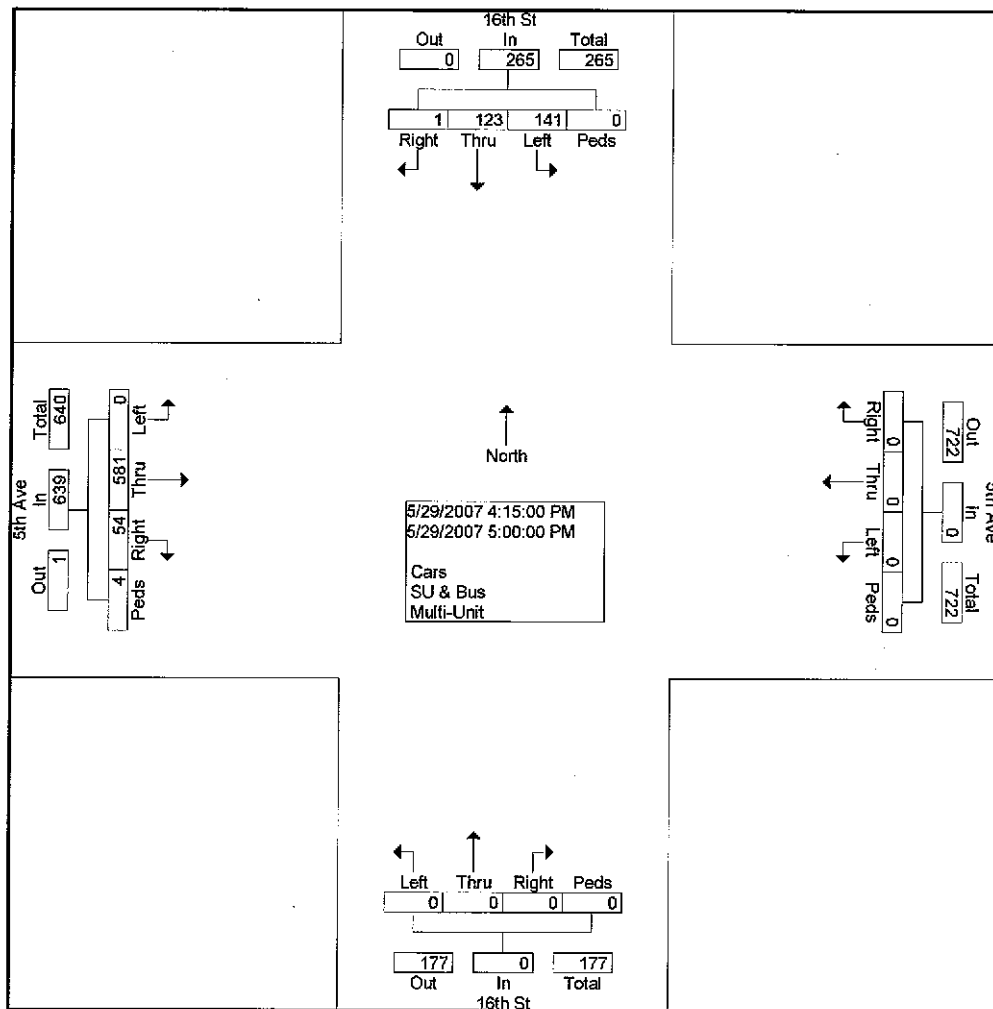 16th St
Out In Total
0 265 265
1 123 141 0
Right Thru Left Peds
Total In Out
640 639 1
5th Ave
0 581 54 4
Left Thru Right Peds
North
5/29/2007 4:15:00 PM
5/29/2007 5:00:00 PM
Cars
SU & Bus
Multi-Unit
Right Thru Left Peds
0 0 0 0
Out In Total
722 0 722
Ave
Left Thru Right Peds
0 0 0 0
177 0 177
Out In Total
16th St